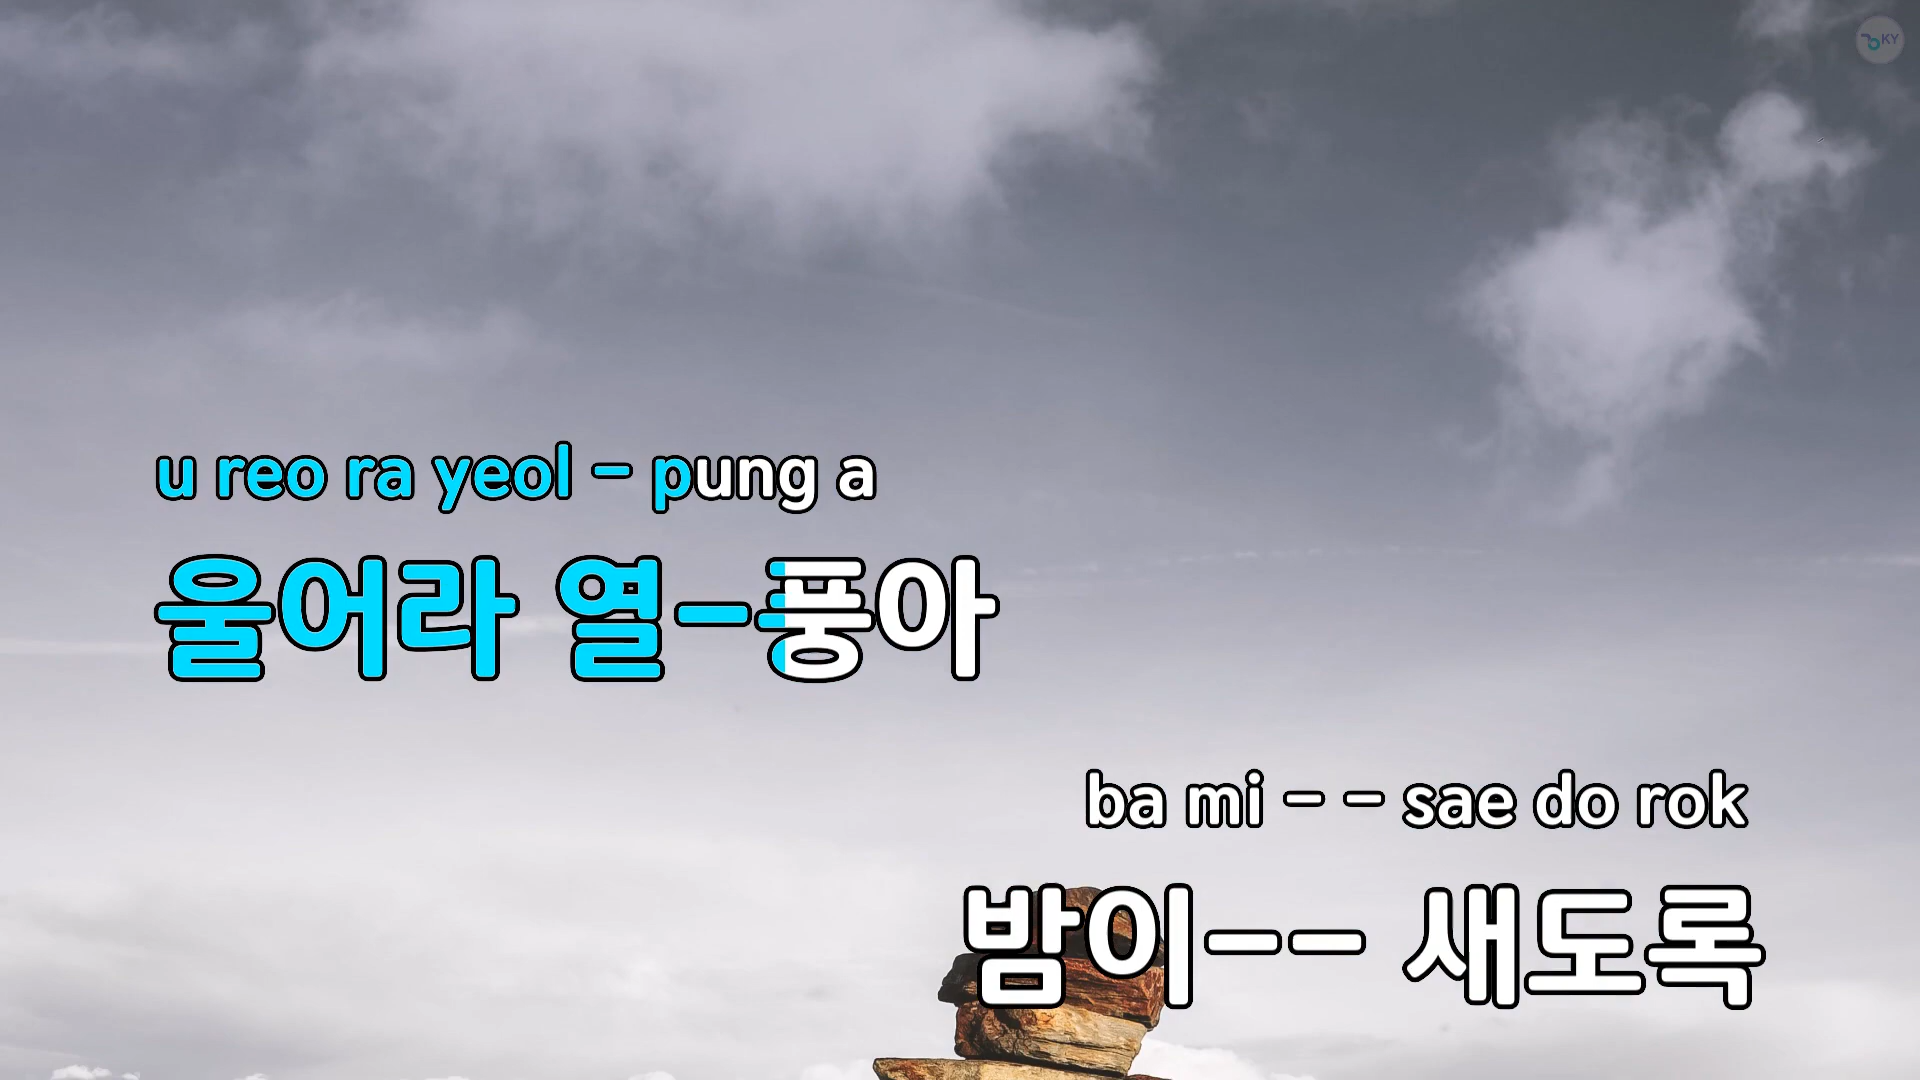 KY
u reo ra yeol - pung a
울어라 열-풍아
ba mi - - sae do rok
밤이-- 새도록